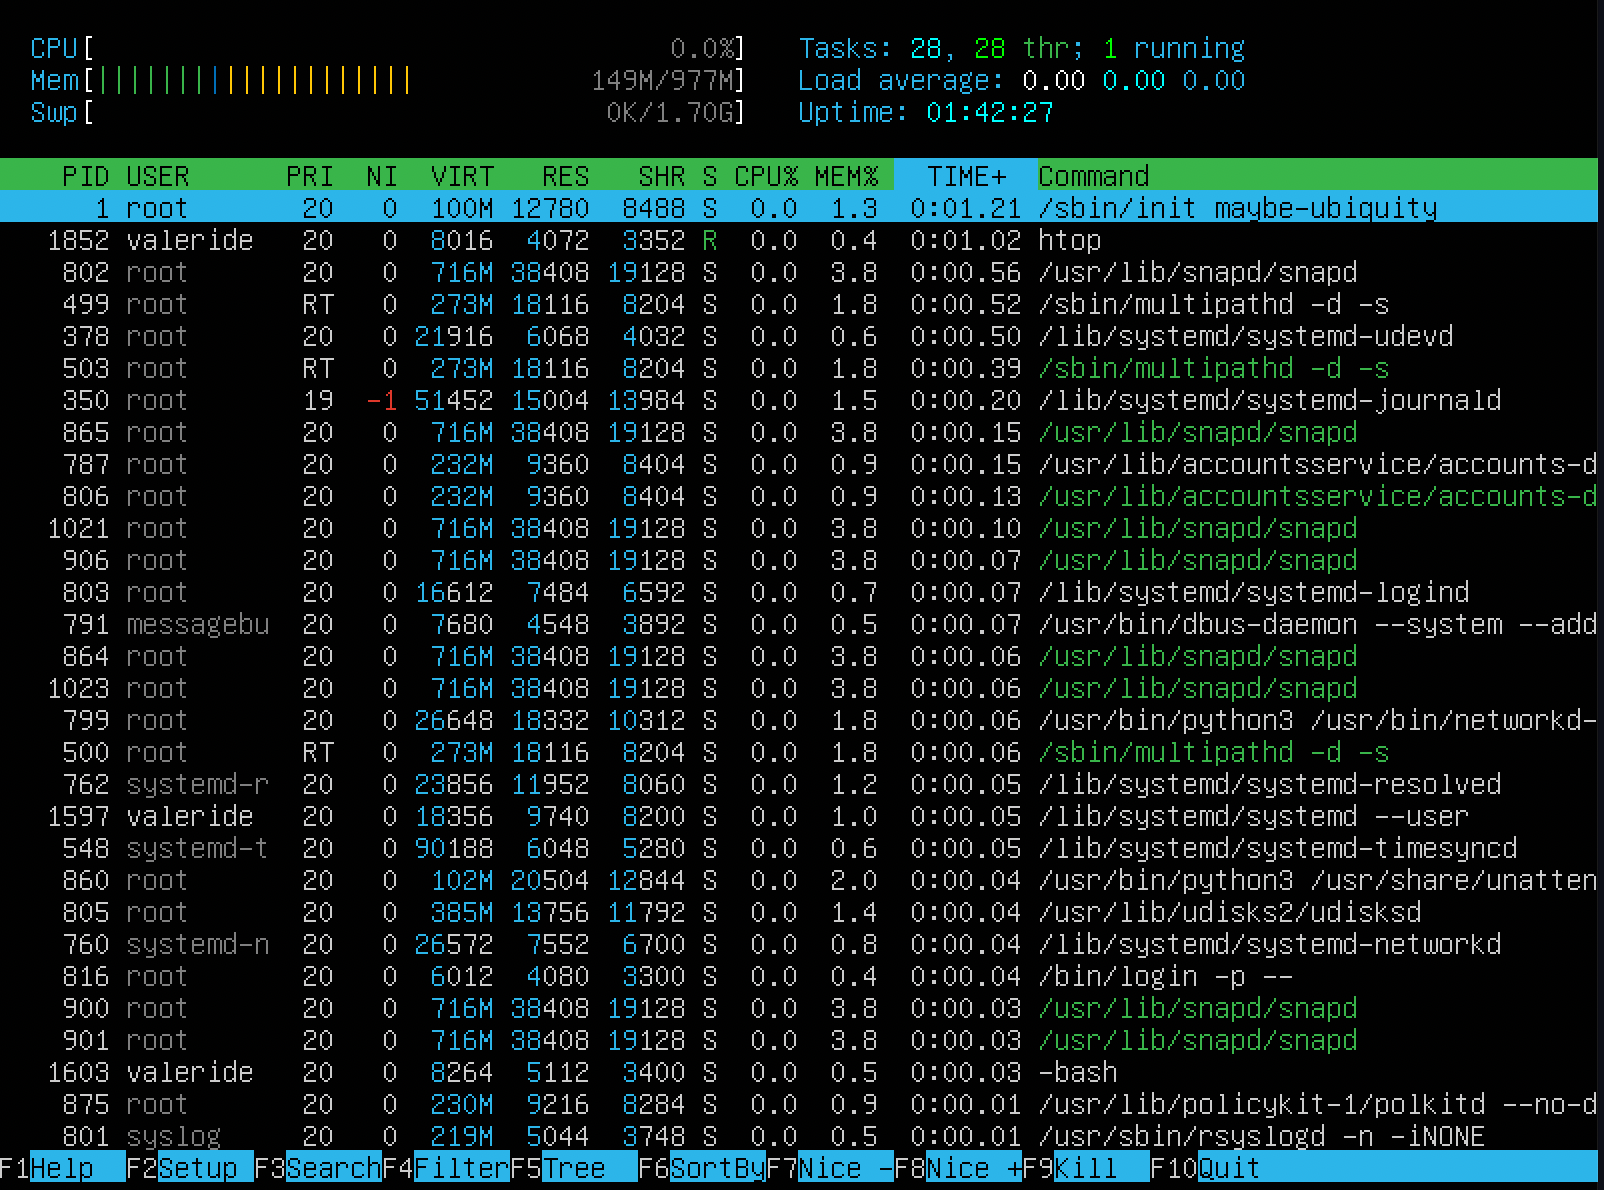 CPU[ 0.0%] Tasks: 28, 28 thr; 1 running
Mem[||||||||||||||||||||| 149M/977M] Load average: 0.00 0.00 0.00
Swp[ 0K/1.70G] Uptime: 01:42:27
PID USER PRI NI VIRT RES SHR S CPU% MEM% TIME+ Command
1 root 20 0 100M 12780 8488 S 0.0 1.3 0:01.21 /sbin/init maybe-ubiquity
1852 valeride 20 0 8016 4072 3352 R 0.0 0.4 0:01.02 htop
802 root 20 0 716M 38408 19128 S 0.0 3.8 0:00.56 /usr/lib/snapd/snapd
499 root RT 0 273M 18116 8204 S 0.0 1.8 0:00.52 /sbin/multipathd -d -s
378 root 20 0 21916 6068 4032 S 0.0 0.6 0:00.50 /lib/systemd/systemd-udevd
503 root RT 0 273M 18116 8204 S 0.0 1.8 0:00.39 /sbin/multipathd -d -s
350 root 19 -1 51452 15004 13984 S 0.0 1.5 0:00.20 /lib/systemd/systemd-journald
865 root 20 0 716M 38408 19128 S 0.0 3.8 0:00.15 /usr/lib/snapd/snapd
787 root 20 0 232M 9360 8404 S 0.0 0.9 0:00.15 /usr/lib/accountsservice/accounts-d
806 root 20 0 232M 9360 8404 S 0.0 0.9 0:00.13 /usr/lib/accountsservice/accounts-d
1021 root 20 0 716M 38408 19128 S 0.0 3.8 0:00.10 /usr/lib/snapd/snapd
906 root 20 0 716M 38408 19128 S 0.0 3.8 0:00.07 /usr/lib/snapd/snapd
803 root 20 0 16612 7484 6592 S 0.0 0.7 0:00.07 /lib/systemd/systemd-logind
791 messagebu 20 0 7680 4548 3892 S 0.0 0.5 0:00.07 /usr/bin/dbus-daemon --system --add
864 root 20 0 716M 38408 19128 S 0.0 3.8 0:00.06 /usr/lib/snapd/snapd
1023 root 20 0 716M 38408 19128 S 0.0 3.8 0:00.06 /usr/lib/snapd/snapd
799 root 20 0 26648 18332 10312 S 0.0 1.8 0:00.06 /usr/bin/python3 /usr/bin/networkd-
500 root RT 0 273M 18116 8204 S 0.0 1.8 0:00.06 /sbin/multipathd -d -s
762 systemd-r 20 0 23856 11952 8060 S 0.0 1.2 0:00.05 /lib/systemd/systemd-resolved
1597 valeride 20 0 18356 9740 8200 S 0.0 1.0 0:00.05 /lib/systemd/systemd --user
548 systemd-t 20 0 90188 6048 5280 S 0.0 0.6 0:00.05 /lib/systemd/systemd-timesyncd
860 root 20 0 102M 20504 12844 S 0.0 2.0 0:00.04 /usr/bin/python3 /usr/share/unatten
805 root 20 0 385M 13756 11792 S 0.0 1.4 0:00.04 /usr/lib/udisks2/udisksd
760 systemd-n 20 0 26572 7552 6700 S 0.0 0.8 0:00.04 /lib/systemd/systemd-networkd
816 root 20 0 6012 4080 3300 S 0.0 0.4 0:00.04 /bin/login -p --
900 root 20 0 716M 38408 19128 S 0.0 3.8 0:00.03 /usr/lib/snapd/snapd
901 root 20 0 716M 38408 19128 S 0.0 3.8 0:00.03 /usr/lib/snapd/snapd
1603 valeride 20 0 8264 5112 3400 S 0.0 0.5 0:00.03 -bash
875 root 20 0 230M 9216 8284 S 0.0 0.9 0:00.01 /usr/lib/policykit-1/polkitd --no-d
801 syslog 20 0 219M 5044 3748 S 0.0 0.5 0:00.01 /usr/sbin/rsyslogd -n -iNONE
F1Help F2Setup F3SearchF4FilterF5Tree F6SortByF7Nice -F8Nice +F9Kill F10Quit